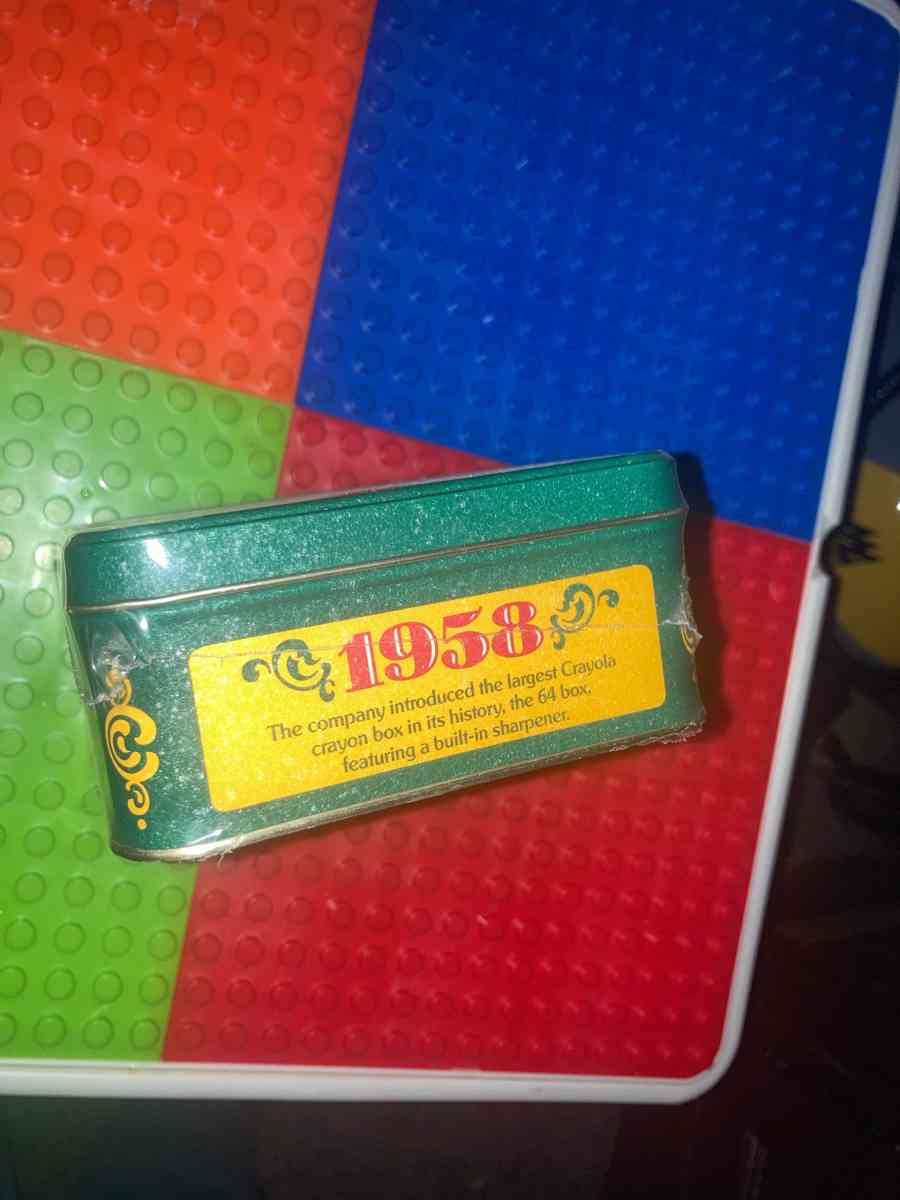 1958
The company introduced the largest Crayola
crayon box in its history, the 64 box,
featuring a built-in sharpener.